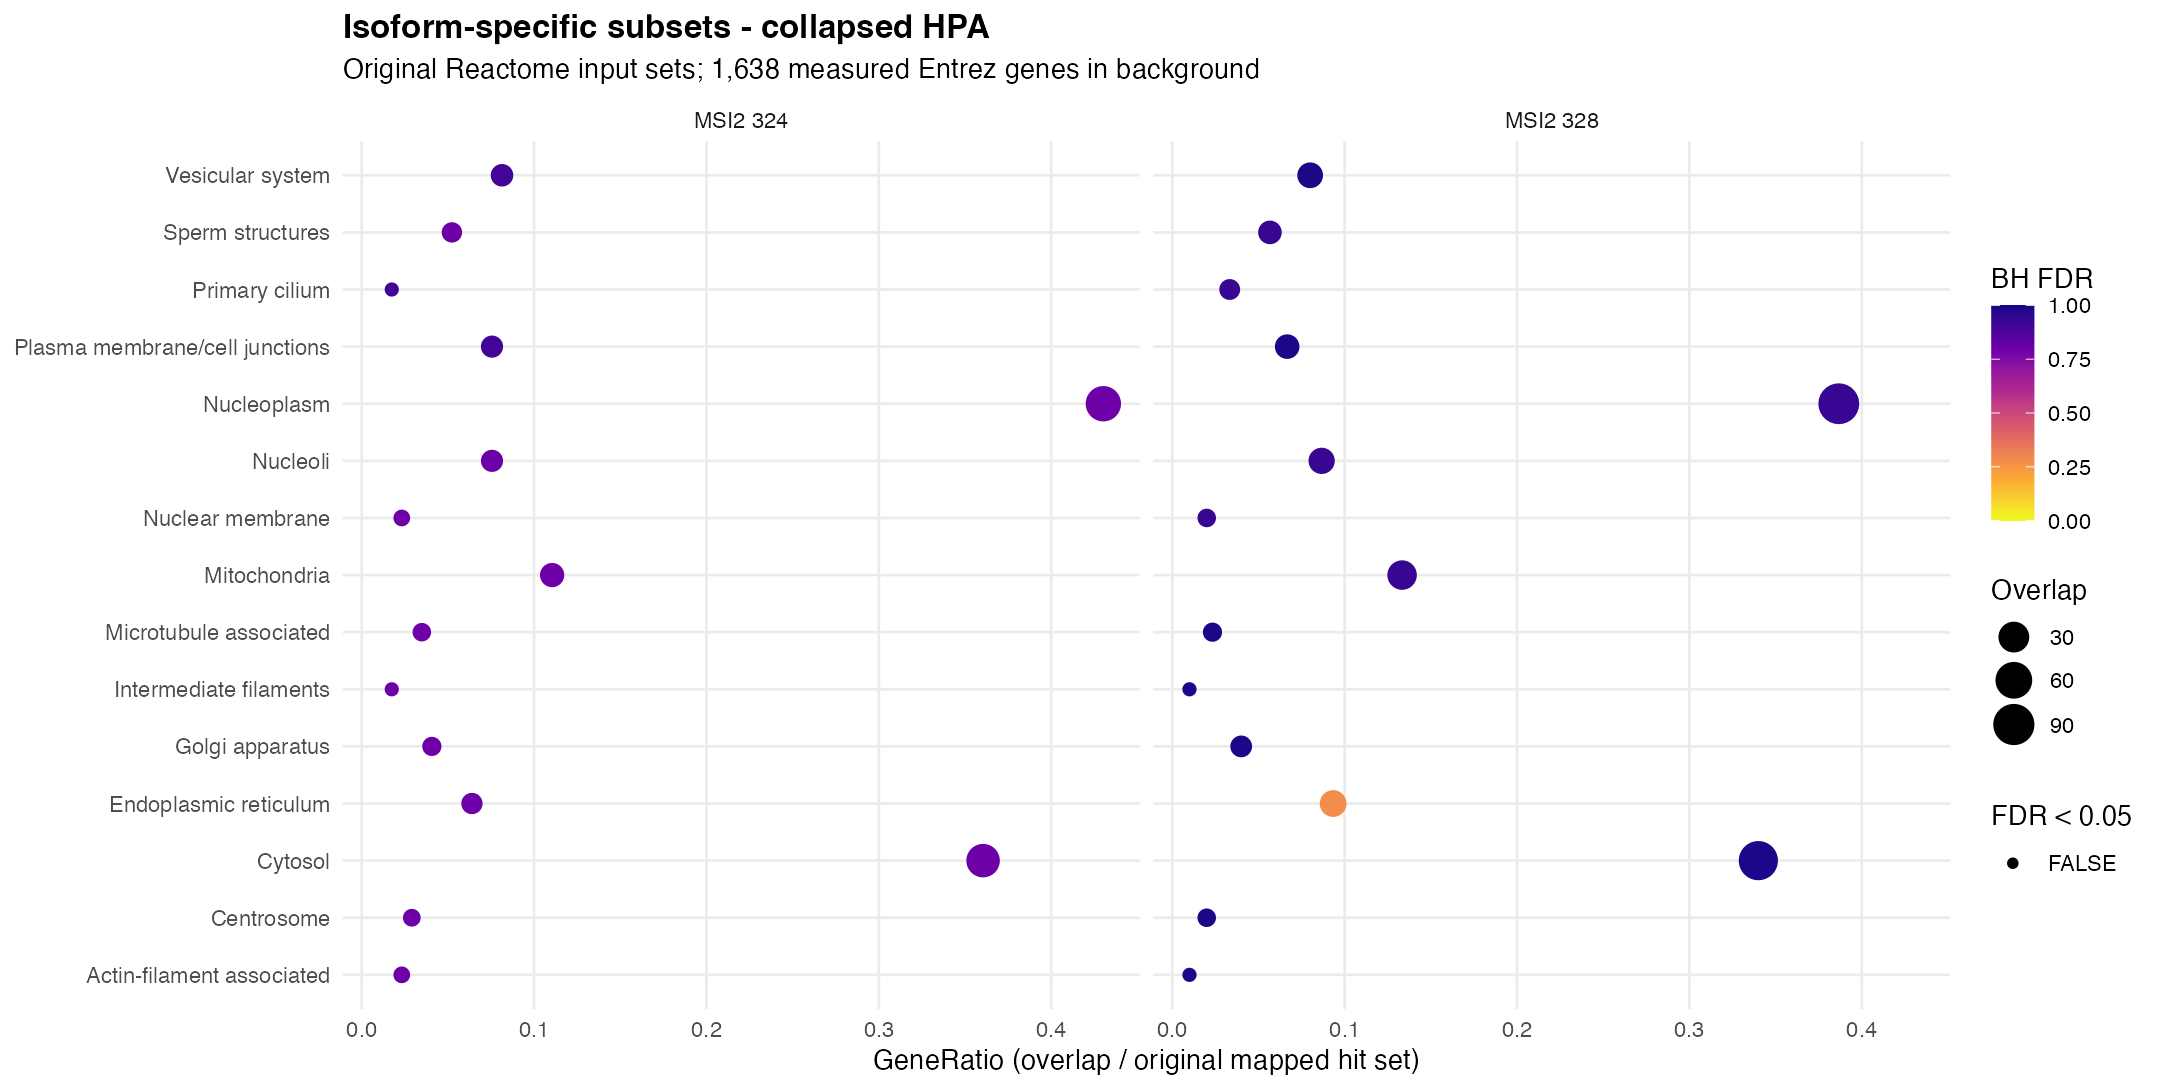 Isoform-specific subsets - collapsed HPA
Original Reactome input sets; 1,638 measured Entrez genes in background
MSI2 324
MSI2 328
Vesicular system
Sperm structures
Primary cilium
Plasma membrane/cell junctions
Nucleoplasm
Nucleoli
Nuclear membrane
Mitochondria
Microtubule associated
Intermediate filaments
Golgi apparatus
Endoplasmic reticulum
Cytosol
Centrosome
Actin-filament associated
0.0 0.1 0.2 0.3 0.4
0.0 0.1 0.2 0.3 0.4
GeneRatio (overlap / original mapped hit set)
BH FDR
1.00
0.75
0.50
0.25
0.00
Overlap
30
60
90
FDR < 0.05
FALSE